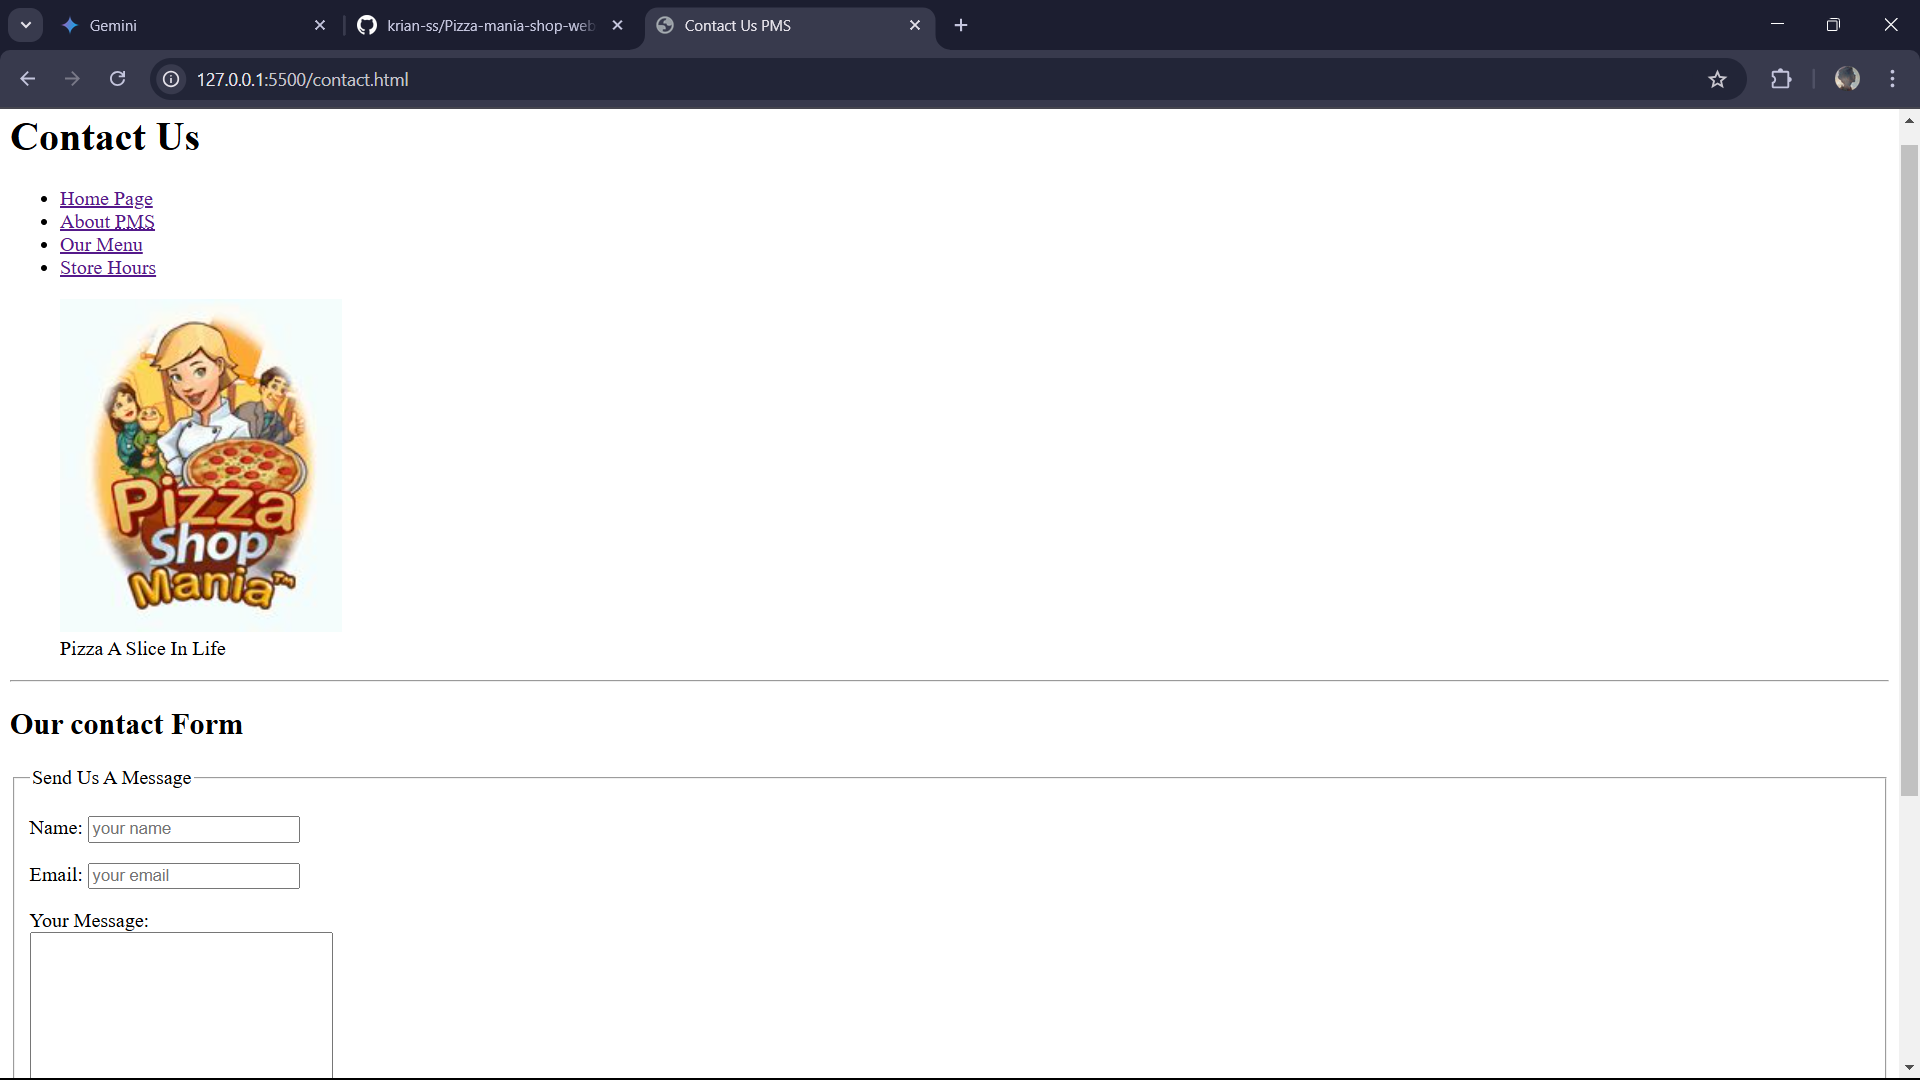 Gemini
krian-ss/Pizza-mania-shop-web
Contact Us PMS
127.0.0.1:5500/contact.html
Contact Us
Home Page
About PMS
Our Menu
Store Hours
Pizza
Shop
Mania™
Pizza A Slice In Life
Our contact Form
Send Us A Message
Name: your name
Email: your email
Your Message: